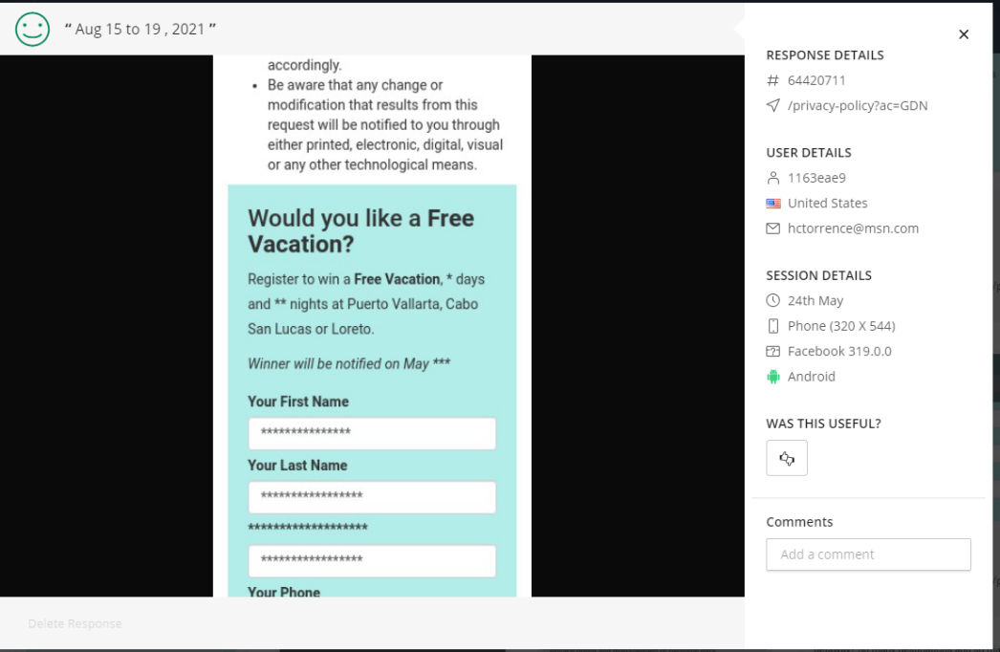 “ Aug 15 to 19 , 2021 ”
accordingly.
• Be aware that any change or
modification that results from this
request will be notified to you through
either printed, electronic, digital, visual
or any other technological means.
Would you like a Free
Vacation?
Register to win a Free Vacation, * days
and ** nights at Puerto Vallarta, Cabo
San Lucas or Loreto.
Winner will be notified on May ***
Your First Name
***************
Your Last Name
*****************
********************
*****************
Your Phone
Delete Response
RESPONSE DETAILS
# 64420711
/privacy-policy?ac=GDN
USER DETAILS
1163eae9
United States
hctorrence@msn.com
SESSION DETAILS
24th May
Phone (320 X 544)
Facebook 319.0.0
Android
WAS THIS USEFUL?
Comments
Add a comment